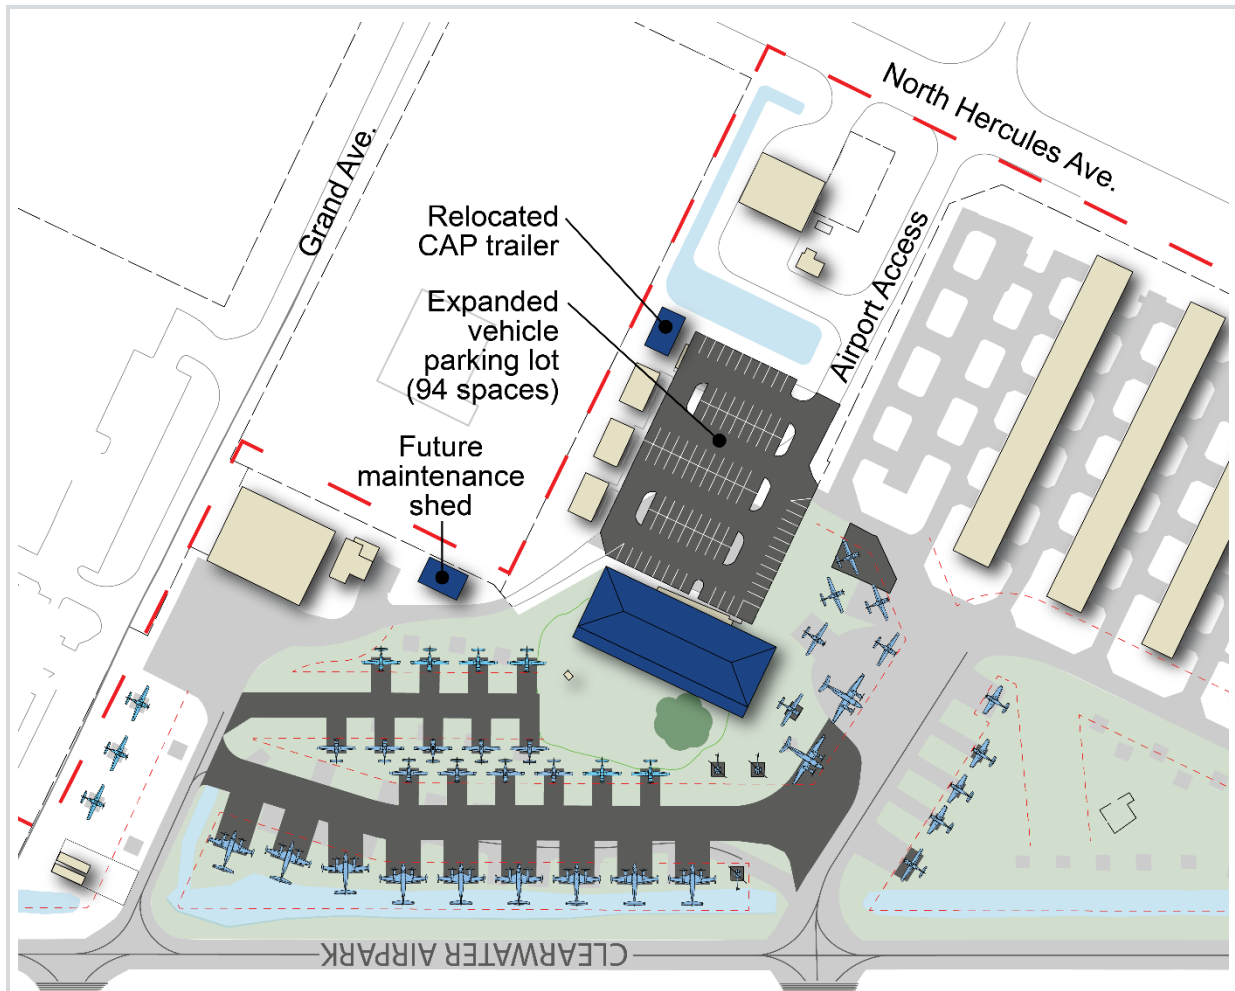 North Hercules Ave.
Grand Ave.
Relocated
CAP trailer
Airport Access
Expanded
vehicle
parking lot
(94 spaces)
Future
maintenance
shed
CLEARWATER AIRPARK